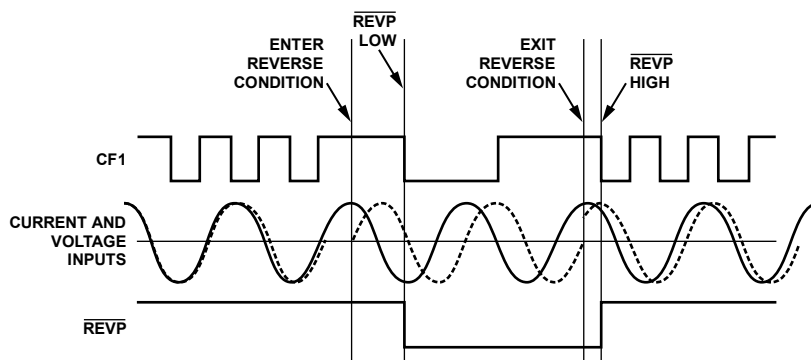 REVP
LOW
ENTER
REVERSE
CONDITION
EXIT
REVERSE
CONDITION
REVP
HIGH
CF1
CURRENT AND
VOLTAGE
INPUTS
REVP